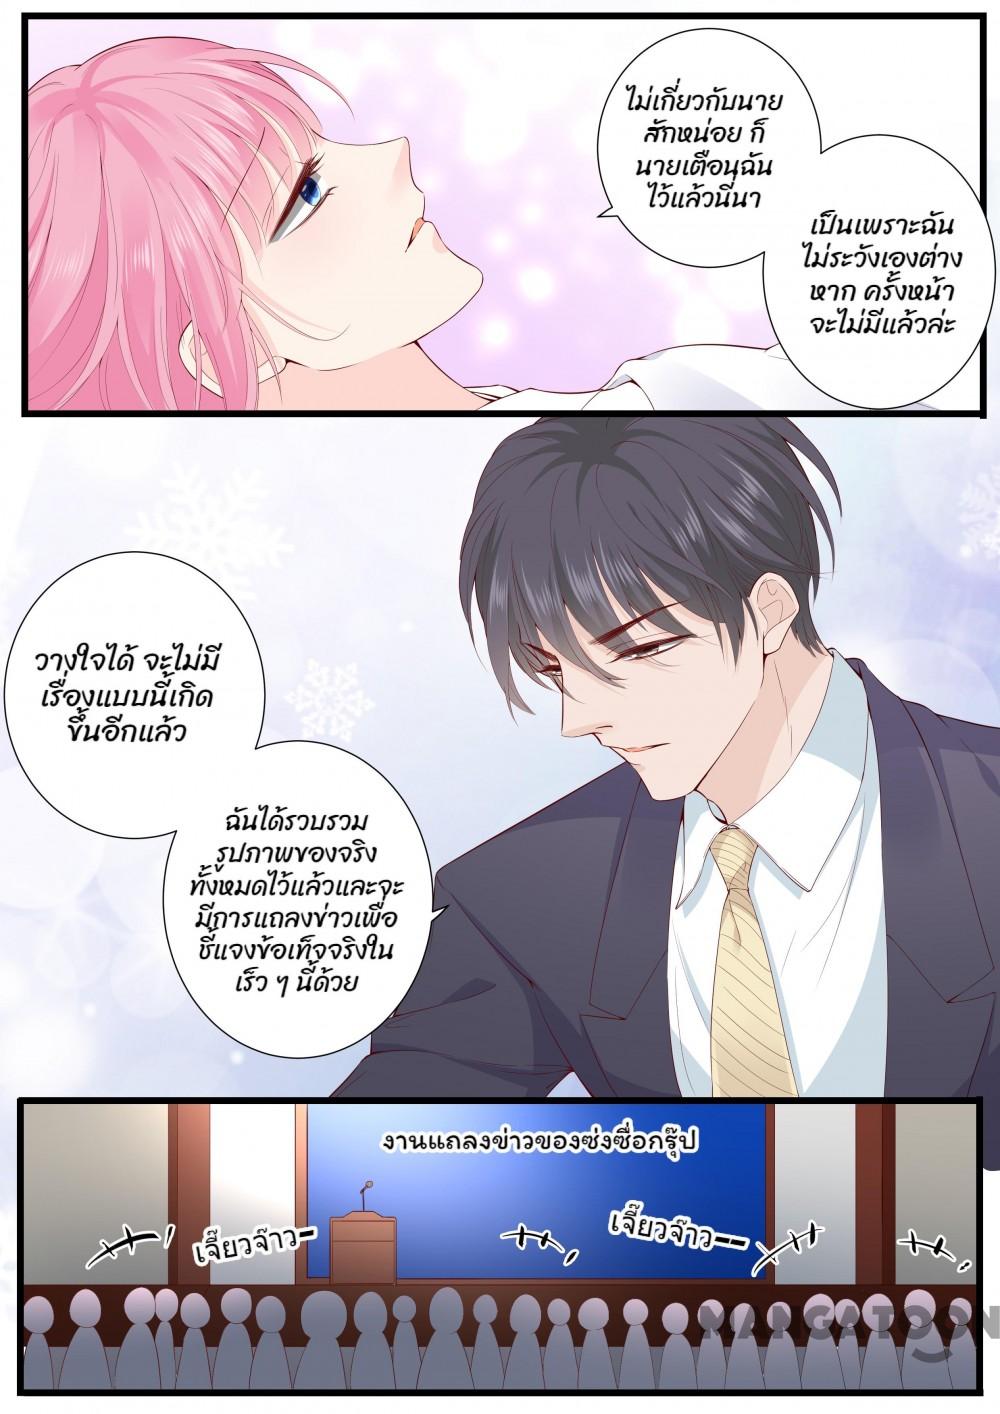 ไม่เกี่ยวกับนาย
สักหน่อย ก็
นายเตือนฉัน
ไว้แล้วนี่นา
เป็นเพราะฉัน
ไม่ระวังเองต่าง
หาก ครั้งหน้า
จะไม่มีแล้วล่ะ
วางใจได้ จะไม่มี
เรื่องแบบนี้เกิด
ขึ้นอีกแล้ว
ฉันได้รวบรวม
รูปภาพของจริง
ทั้งหมดไว้แล้วและจะ
มีการแถลงข่าวเพื่อ
ชี้แจงข้อเท็จจริงใน
เร็ว ๆ นี้ด้วย
งานแถลงข่าวของซ่งซื่อกรุ๊ป
เจี๊ยวจ๊าว-
เจี๊ยวจ๊าว--
MANGATOON